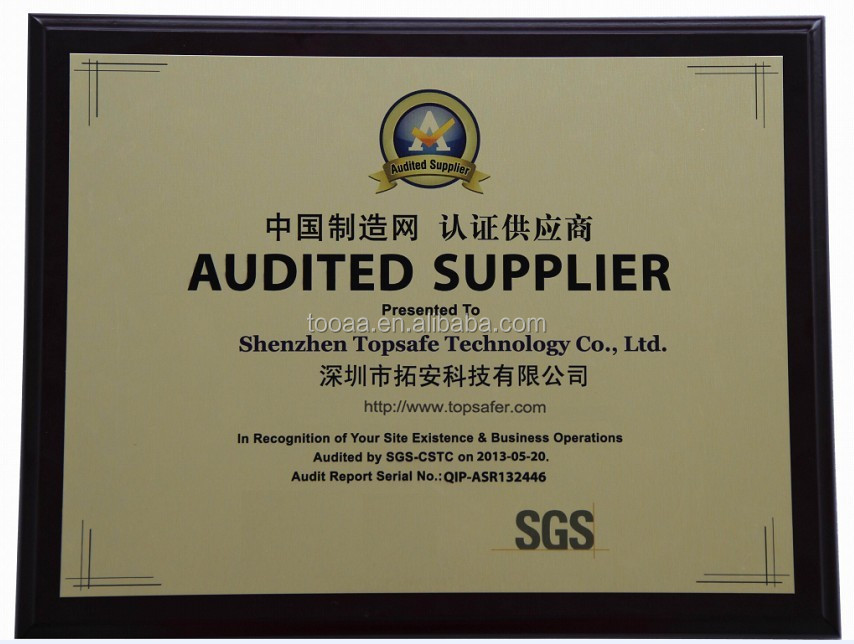 A
Audited Supplier
中国制造网 认证供应商
AUDITED SUPPLIER
Presented To
tooaa.en.alibaba.com
Shenzhen Topsafe Technology Co., Ltd.
深圳市拓安科技有限公司
http://www.topsafer.com
In Recognition of Your Site Existence & Business Operations
Audited by SGS-CSTC on 2013-05-20.
Audit Report Serial No.:QIP-ASR132446
SGS